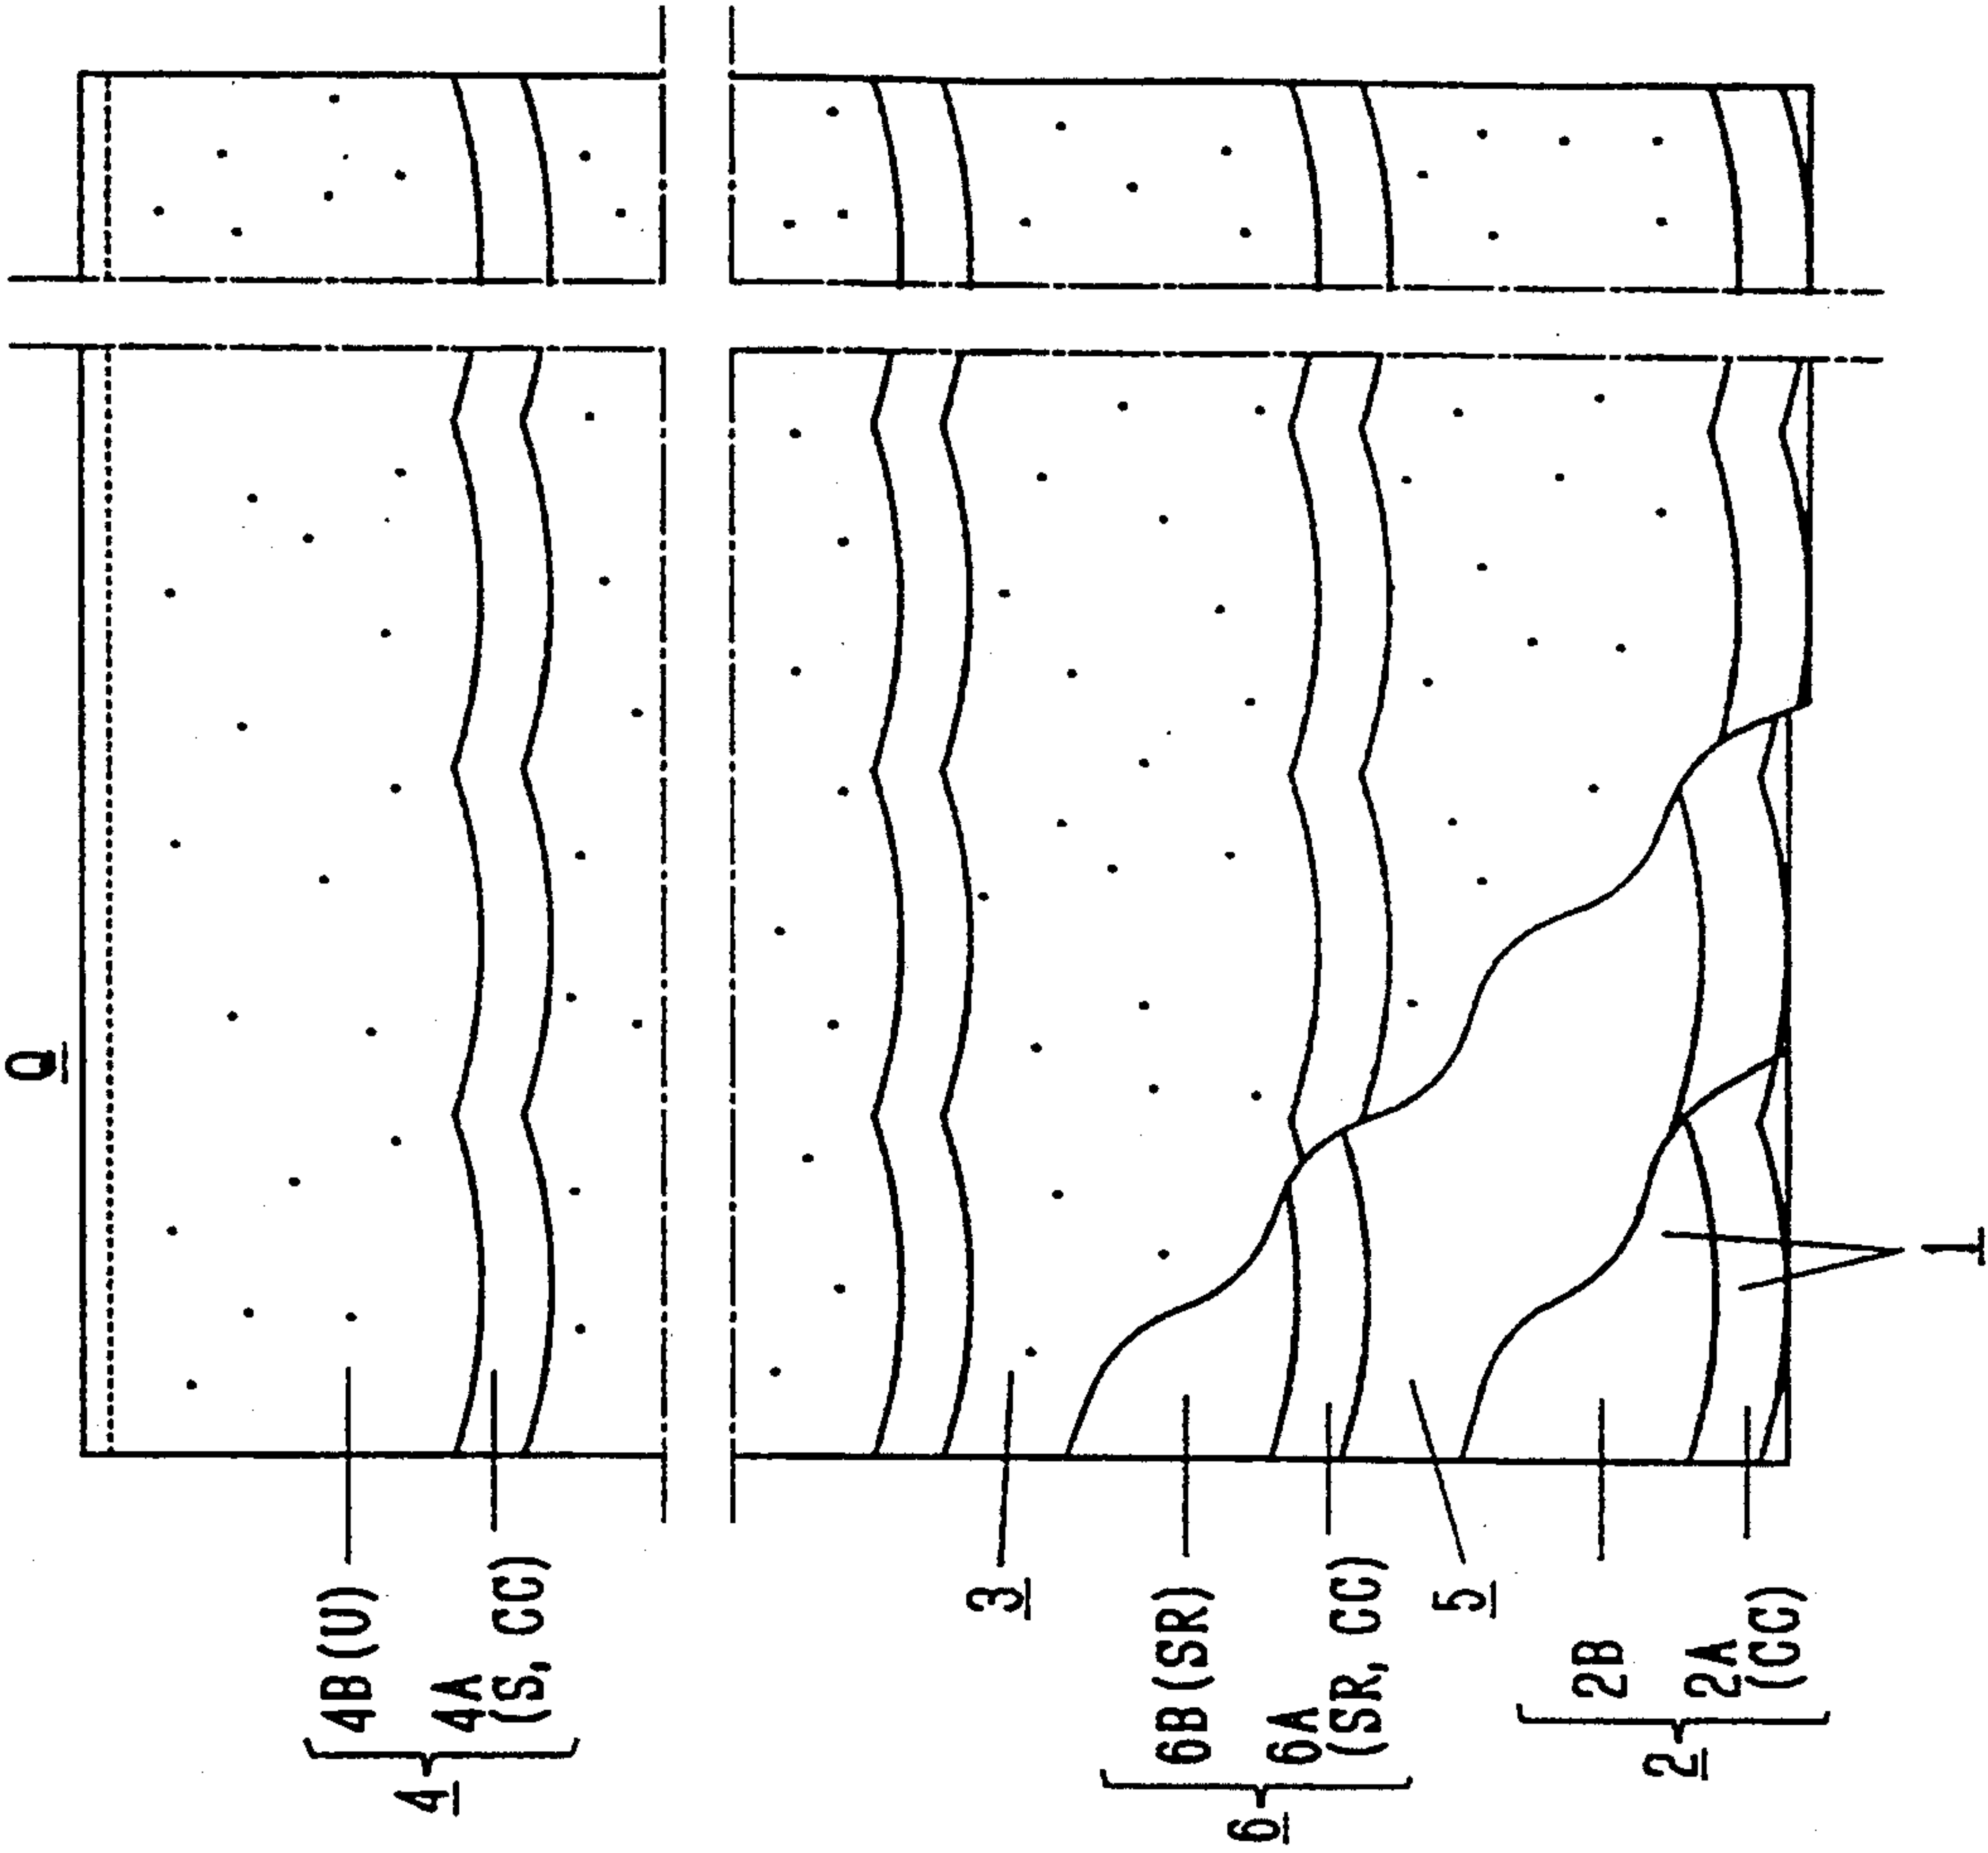 Q
4B (U)
4
4A
(S, CC)
3
6B (SR)
6
6A
(SR, CC)
5
2B
2
2A
(CC)
1